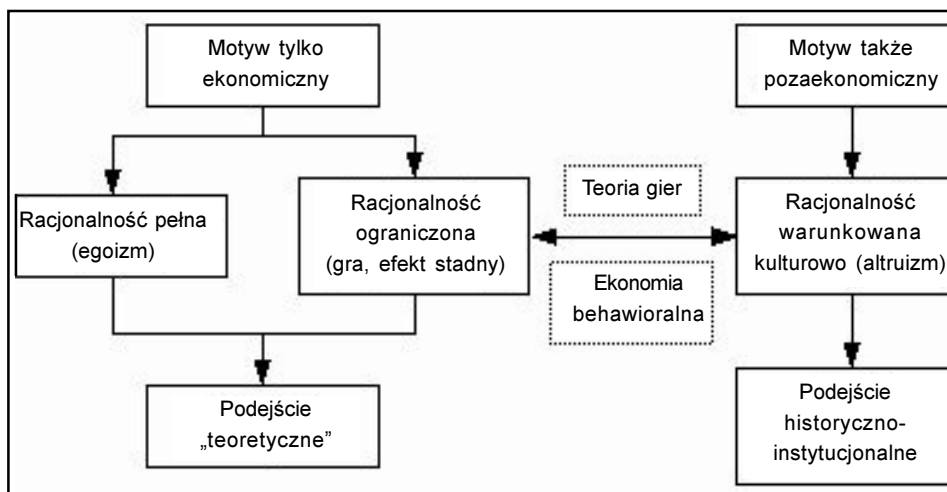 Motyw tylko
ekonomiczny
Motyw także
pozaekonomiczny
Racjonalność pełna
(egoizm)
Racjonalność
ograniczona
(gra, efekt stadny)
Teoria gier
Ekonomia
behawioralna
Racjonalność
warunkowana
kulturowo (altruizm)
Podejście
„teoretyczne”
Podejście
historyczno-
instytucjonalne